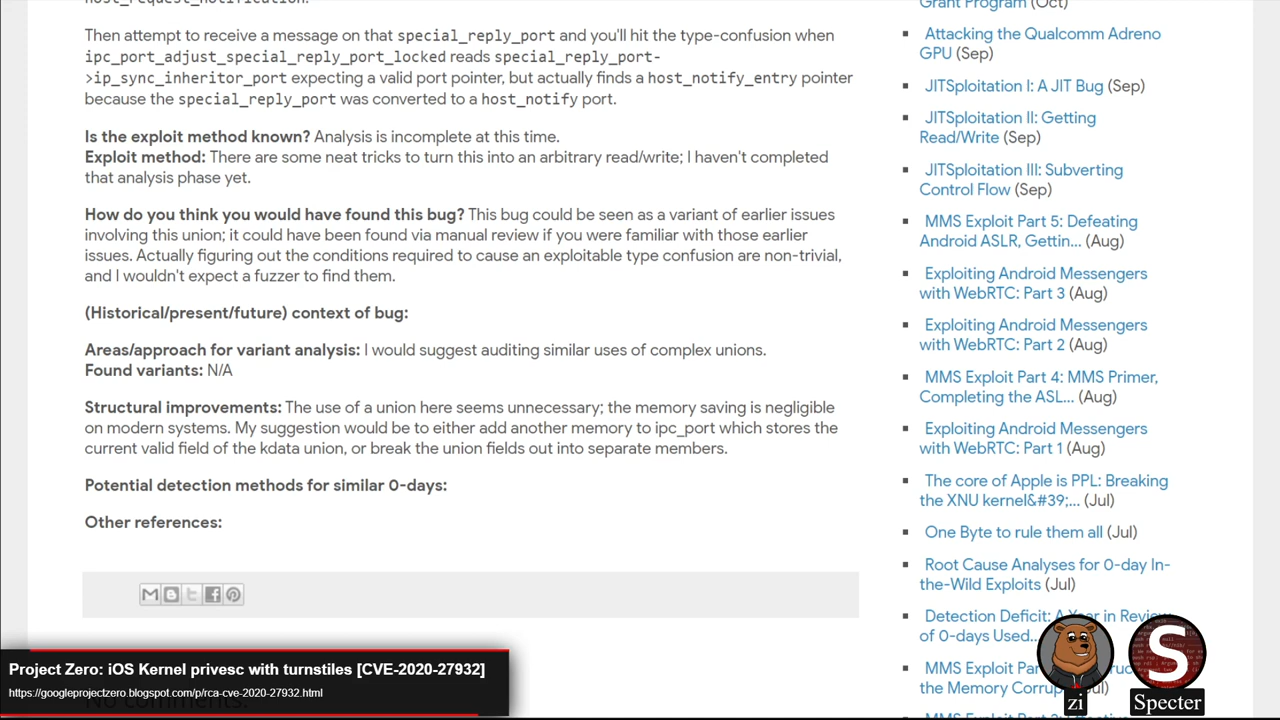 host_request_notification.
Then attempt to receive a message on that special_reply_port and you'll hit the type-confusion when
ipc_port_adjust_special_reply_port_locked reads special_reply_port-
>ip_sync_inheritor_port expecting a valid port pointer, but actually finds a host_notify_entry pointer
because the special_reply_port was converted to a host_notify port.
Is the exploit method known? Analysis is incomplete at this time.
Exploit method: There are some neat tricks to turn this into an arbitrary read/write; I haven't completed
that analysis phase yet.
How do you think you would have found this bug? This bug could be seen as a variant of earlier issues
involving this union; it could have been found via manual review if you were familiar with those earlier
issues. Actually figuring out the conditions required to cause an exploitable type confusion are non-trivial,
and I wouldn't expect a fuzzer to find them.
(Historical/present/future) context of bug:
Areas/approach for variant analysis: I would suggest auditing similar uses of complex unions.
Found variants: N/A
Structural improvements: The use of a union here seems unnecessary; the memory saving is negligible
on modern systems. My suggestion would be to either add another memory to ipc_port which stores the
current valid field of the kdata union, or break the union fields out into separate members.
Potential detection methods for similar 0-days:
Other references:
Grant Program (Oct)
Attacking the Qualcomm Adreno
GPU (Sep)
JITSploitation I: A JIT Bug (Sep)
JITSploitation II: Getting
Read/Write (Sep)
JITSploitation III: Subverting
Control Flow (Sep)
MMS Exploit Part 5: Defeating
Android ASLR, Gettin... (Aug)
Exploiting Android Messengers
with WebRTC: Part 3 (Aug)
Exploiting Android Messengers
with WebRTC: Part 2 (Aug)
MMS Exploit Part 4: MMS Primer,
Completing the ASL... (Aug)
Exploiting Android Messengers
with WebRTC: Part 1 (Aug)
The core of Apple is PPL: Breaking
the XNU kernel&#39;... (Jul)
One Byte to rule them all (Jul)
Root Cause Analyses for 0-day In-
the-Wild Exploits (Jul)
Detection Deficit: A Year in Review
of 0-days Used...
MMS Exploit Part
the Memory Corrup
Project Zero: iOS Kernel privesc with turnstiles [CVE-2020-27932]
https://googleprojectzero.blogspot.com/p/rca-cve-2020-27932.html
No comments:
S
zi
Specter